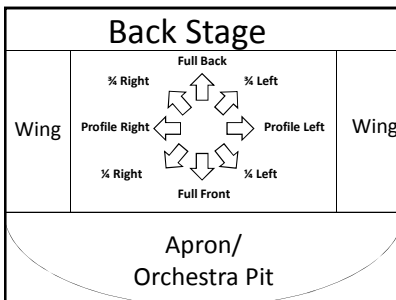 Back Stage
Full Back
¾ Right
¾ Left
Wing
Profile Right
Profile Left
Wing
¼ Right
¼ Left
Full Front
Apron/
Orchestra Pit